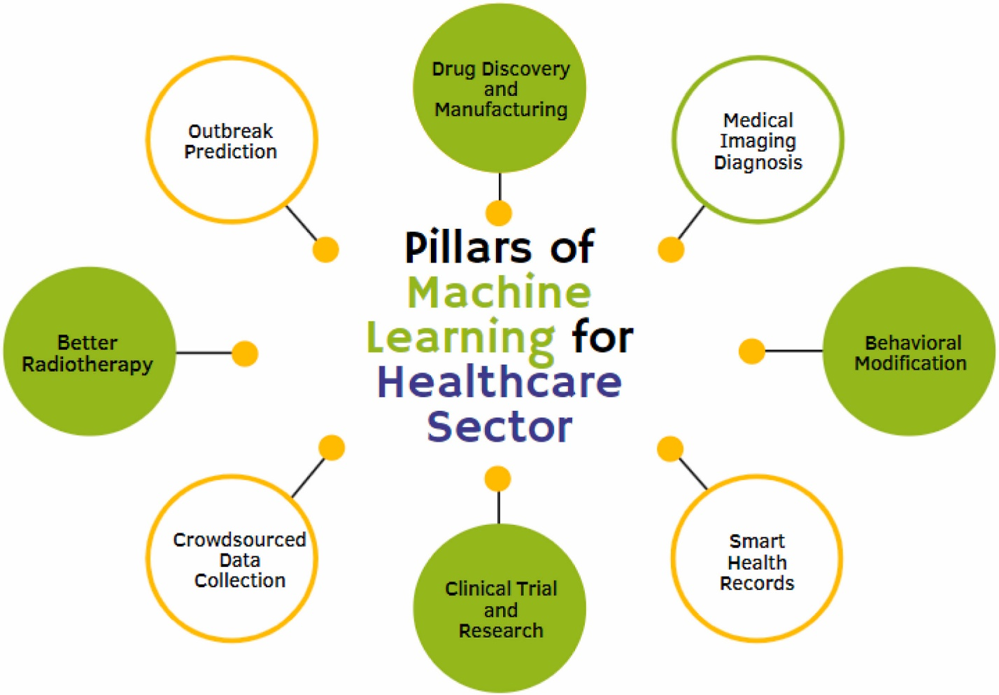 Drug Discovery
and
Manufacturing
Outbreak
Prediction
Medical
Imaging
Diagnosis
Pillars of
Machine
Learning for
Healthcare
Sector
Better
Radiotherapy
Behavioral
Modification
Crowdsourced
Data
Collection
Clinical Trial
and
Research
Smart
Health
Records